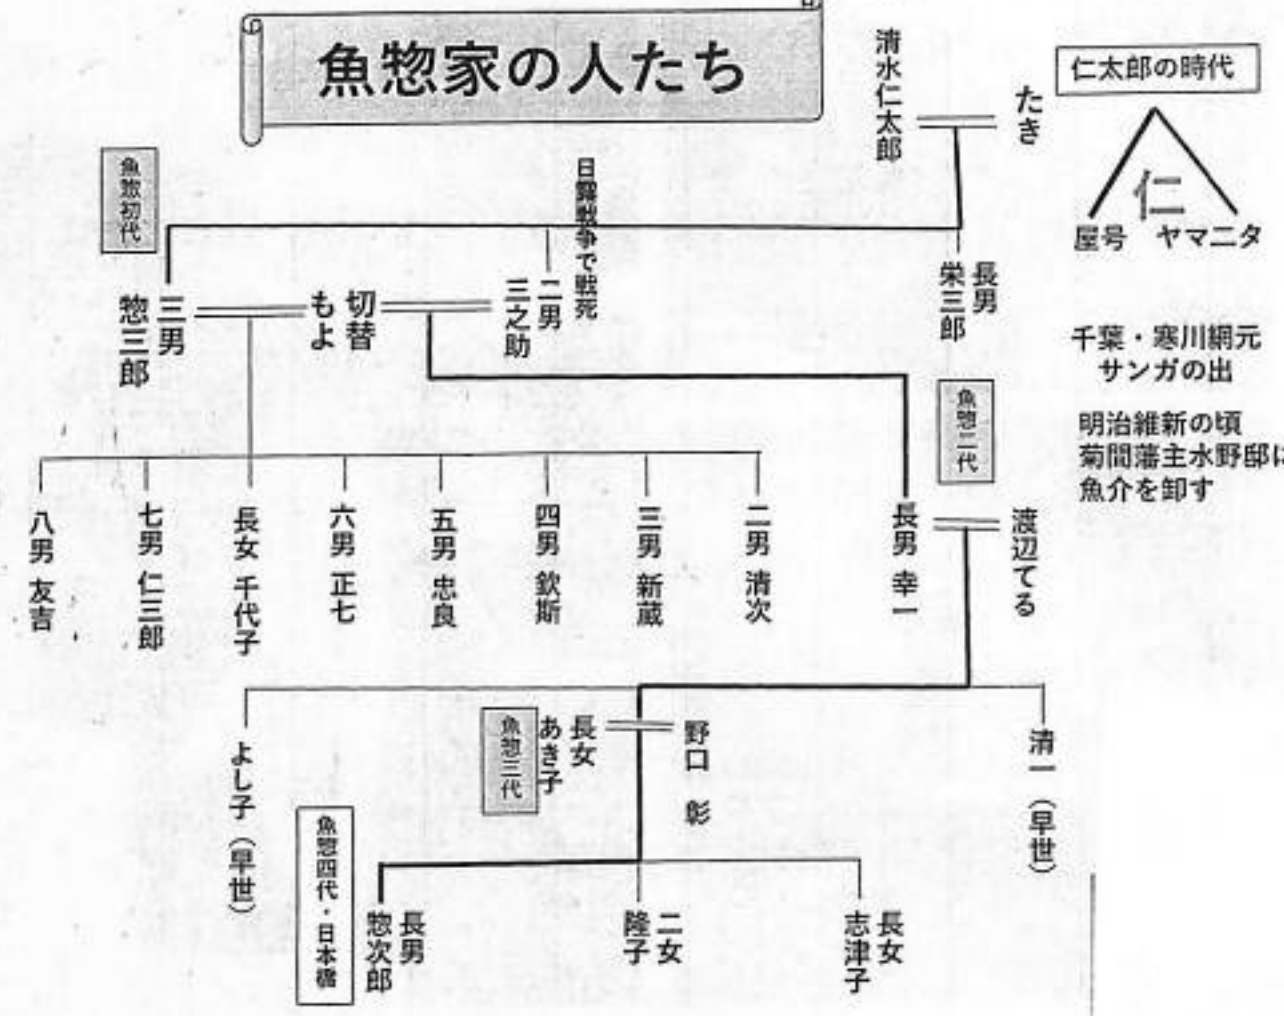 魚惣家の人たち
仁太郎の時代
仁
屋号 ヤマニタ
千葉・寒川網元
サンガの出
明治維新の頃
菊間藩主水野邸に
魚介を卸す
たき
清水仁太郎
長男
栄三郎
日露戦争で戦死
二男
三之助
切替
もよ
三男
惣三郎
魚惣初代
魚惣二代
渡辺てる
長男 幸一
二男 清次
三男 新蔵
四男 欽斯
五男 忠良
六男 正七
長女 千代子
七男 仁三郎
八男 友吉
清一(早世)
野口 彰
長女
あき子
魚惣三代
よし子(早世)
長女
志津子
二女
隆子
長男
惣次郎
魚惣四代・日本橋